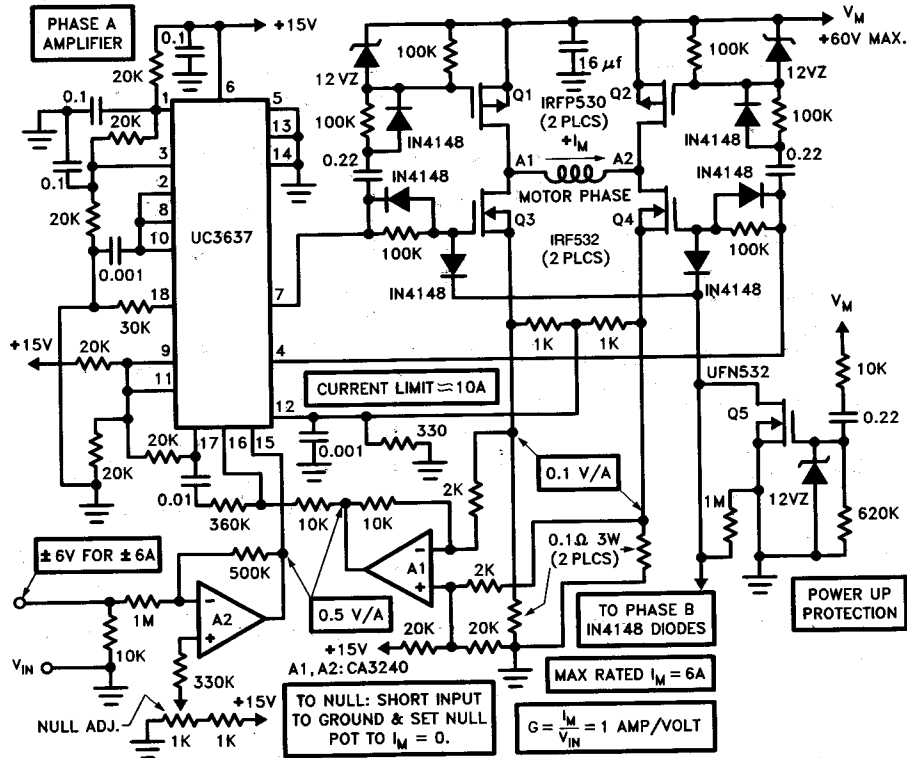 PHASE A
AMPLIFIER
0.1
+15V
20K
6
0.1
1
20K
3
0.1
2
20K
8
10
0.001
18
30K
+15V
20K
9
11
20K
20K
17
16
15
0.01
360K
UC3637
5
13
14
7
4
12
12VZ
100K
100K
IN4148
0.22
IN4148
100K
IN4148
Q1
Q3
16 µf
IRFP530
(2 PLCS)
+IM
A1
A2
MOTOR PHASE
IRF532
(2 PLCS)
Q2
Q4
100K
12VZ
100K
IN4148
0.22
IN4148
100K
IN4148
VM
+60V MAX.
1K
1K
CURRENT LIMIT≈10A
0.001
330
UFN532
VM
10K
0.22
Q5
12VZ
1M
620K
POWER UP
PROTECTION
0.1 V/A
2K
10K
10K
A1
-
+
2K
0.1Ω 3W
(2 PLCS)
20K
20K
+15V
0.5 V/A
± 6V FOR ± 6A
500K
1M
A2
-
+
10K
VIN
330K
+15V
NULL ADJ.
1K
1K
A1, A2: CA3240
TO NULL: SHORT INPUT
TO GROUND & SET NULL
POT TO IM = 0.
TO PHASE B
IN4148 DIODES
MAX RATED IM = 6A
G = IM/VIN = 1 AMP/VOLT